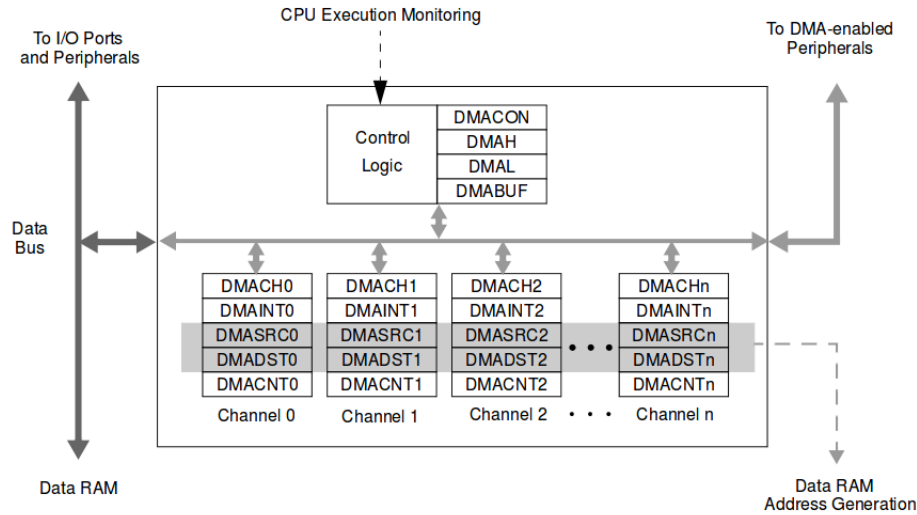 CPU Execution Monitoring
To I/O Ports
and Peripherals
To DMA-enabled
Peripherals
Control
Logic
DMACON
DMAH
DMAL
DMABUF
Data
Bus
DMACH0
DMAINT0
DMASRC0
DMADST0
DMACNT0
Channel 0
DMACH1
DMAINT1
DMASRC1
DMADST1
DMACNT1
Channel 1
DMACH2
DMAINT2
DMASRC2
DMADST2
DMACNT2
Channel 2
DMACHn
DMAINTn
DMASRCn
DMADSTn
DMACNTn
Channel n
Data RAM
Data RAM
Address Generation